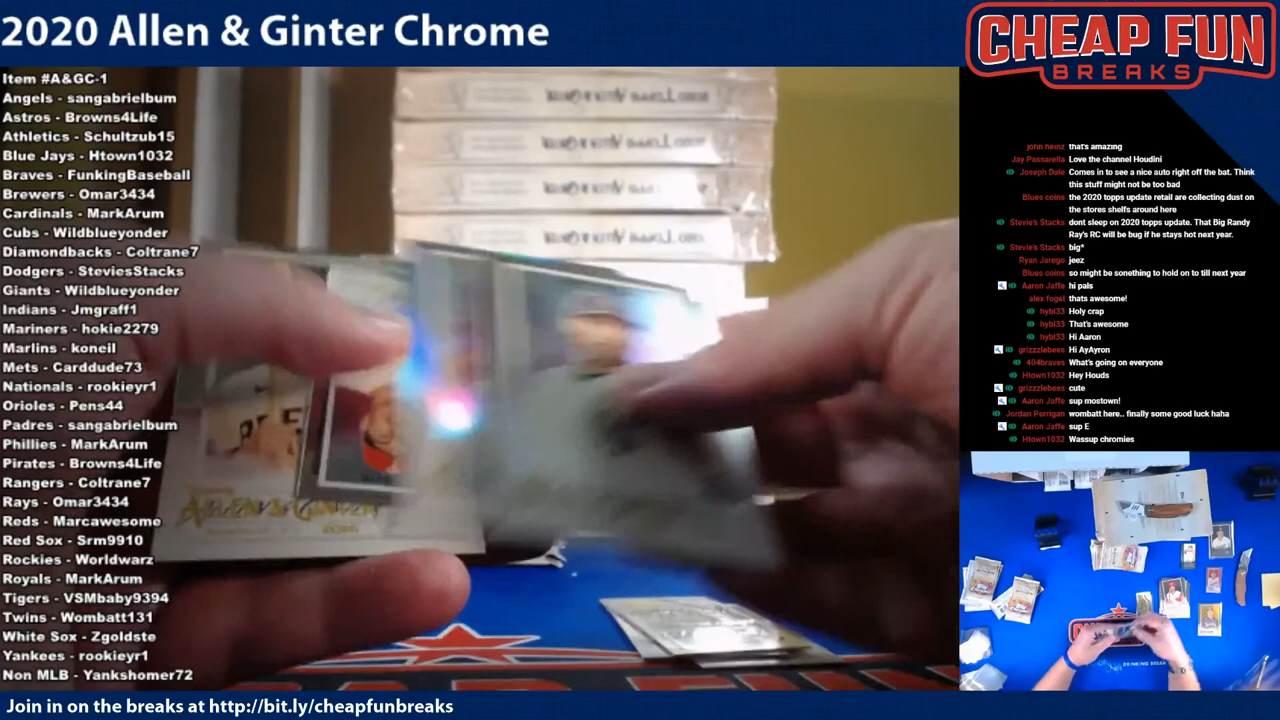 2020 Allen & Ginter Chrome
CHEAP FUN
BREAKS
Item #A&GC-1
Angels - sangabrielbum
Astros - Browns4Life
Athletics - Schultzub15
Blue Jays - Htown1032
Braves - FunkingBaseball
Brewers - Omar3434
Cardinals - MarkArum
Cubs - Wildblueyonder
Diamondbacks - Coltrane7
Dodgers - SteviesStacks
Giants - Wildblueyonder
Indians - Jmgraff1
Mariners - hokie2279
Marlins - koneil
Mets - Carddude73
Nationals - rookieyr1
Orioles - Pens44
Padres - sangabrielbum
Phillies - MarkArum
Pirates - Browns4Life
Rangers - Coltrane7
Rays - Omar3434
Reds - Marcawesome
Red Sox - Srm9910
Rockies - Worldwarz
Royals - MarkArum
Tigers - VSMbaby9394
Twins - Wombatt131
White Sox - Zgoldste
Yankees - rookieyr1
Non MLB - Yankshomer72
john heinz that's amazing
Jay Passarella Love the channel Houdini
Joseph Dale Comes in to see a nice auto right off the bat. Think
this stuff might not be too bad
Blues coins the 2020 topps update retail are collecting dust on
the stores shelfs around here
Stevie's Stacks dont sleep on 2020 topps update. That Big Randy
Ray's RC will be bug if he stays hot next year.
Stevie's Stacks big*
Ryan Jarego jeez
Blues coins so might be something to hold on to till next year
Aaron Jaffe hi pals
alex fogel thats awesome!
hybl33 Holy crap
hybl33 That's awesome
hybl33 Hi Aaron
grizzzlebees Hi AyAyron
404braves What's going on everyone
Htown1032 Hey Houds
grizzzlebees cute
Aaron Jaffe sup mostown!
Jordan Perrigan wombatt here.. finally some good luck haha
Aaron Jaffe sup E
Htown1032 Wassup chromies
ALLEN & GINTER
Join in on the breaks at http://bit.ly/cheapfunbreaks